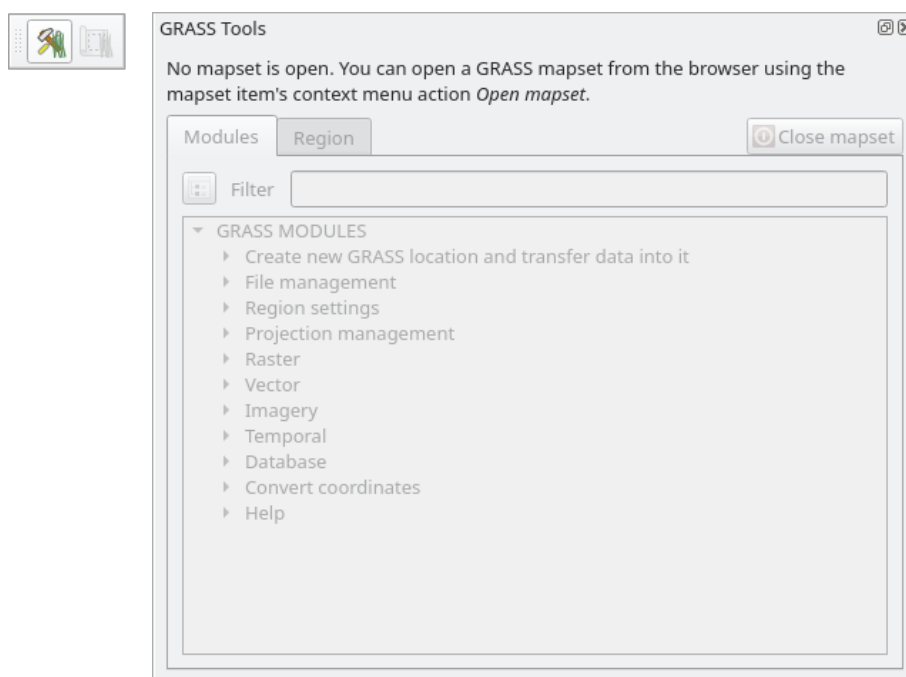 GRASS Tools
No mapset is open. You can open a GRASS mapset from the browser using the
mapset item's context menu action Open mapset.
Modules
Region
Close mapset
Filter
GRASS MODULES
Create new GRASS location and transfer data into it
File management
Region settings
Projection management
Raster
Vector
Imagery
Temporal
Database
Convert coordinates
Help